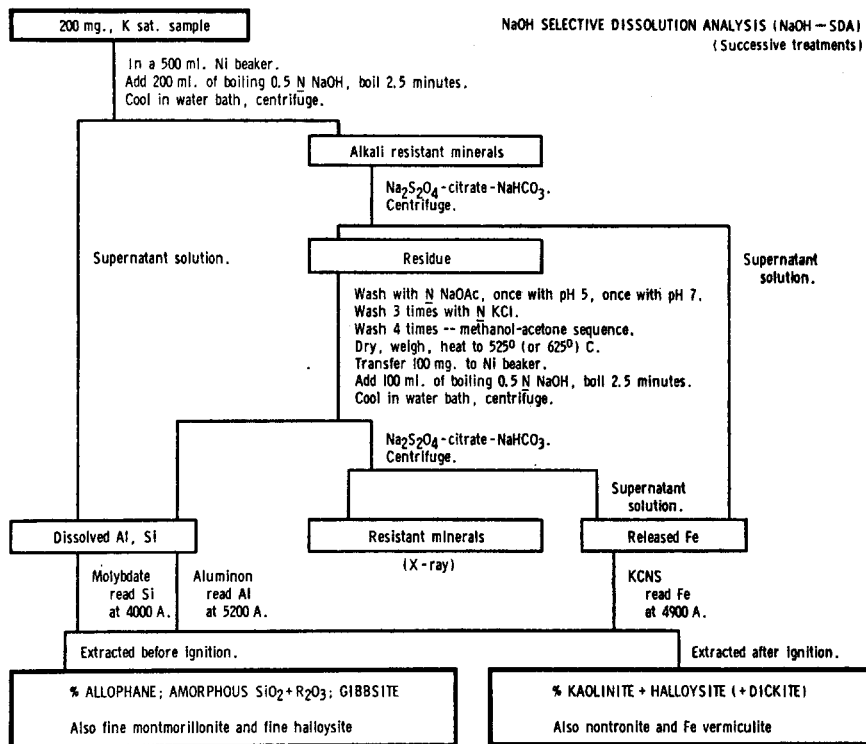 200 mg., K sat. sample
NaOH SELECTIVE DISSOLUTION ANALYSIS (NaOH — SDA)
(Successive treatments)
In a 500 ml. Ni beaker.
Add 200 ml. of boiling 0.5 N NaOH, boil 2.5 minutes.
Cool in water bath, centrifuge.
Alkali resistant minerals
Na2S2O4-citrate-NaHCO3.
Centrifuge.
Supernatant solution.
Residue
Supernatant
solution.
Wash with N NaOAc, once with pH 5, once with pH 7.
Wash 3 times with N KCl.
Wash 4 times -- methanol-acetone sequence.
Dry, weigh, heat to 525° (or 625°) C.
Transfer 100 mg. to Ni beaker.
Add 100 ml. of boiling 0.5 N NaOH, boil 2.5 minutes.
Cool in water bath, centrifuge.
Na2S2O4-citrate-NaHCO3.
Centrifuge.
Supernatant
solution.
Dissolved Al, Si
Resistant minerals
(X-ray)
Released Fe
Molybdate
read Si
at 4000 A.
Aluminon
read Al
at 5200 A.
KCNS
read Fe
at 4900 A.
Extracted before ignition.
Extracted after ignition.
% ALLOPHANE; AMORPHOUS SiO2 + R2O3; GIBBSITE
Also fine montmorillonite and fine halloysite
% KAOLINITE + HALLOYSITE (+ DICKITE)
Also nontronite and Fe vermiculite